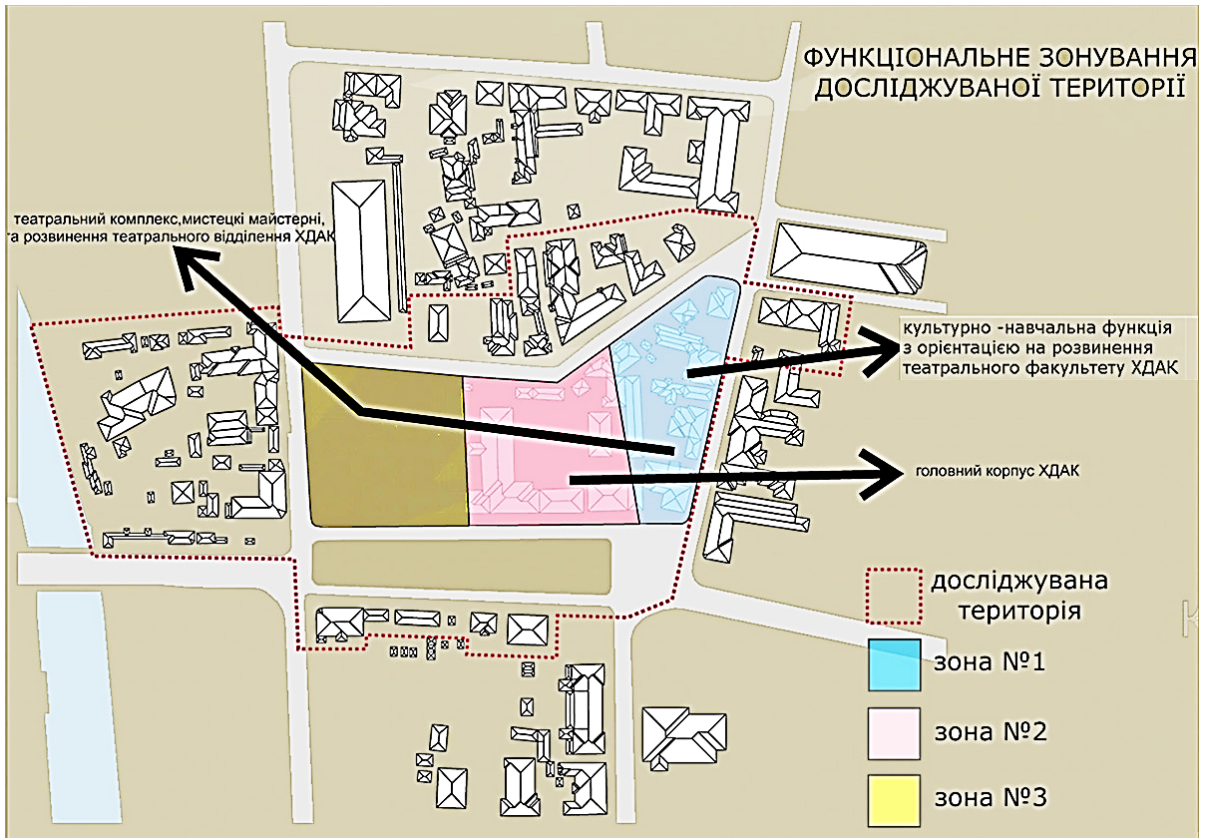 ФУНКЦІОНАЛЬНЕ ЗОНУВАННЯ
ДОСЛІДЖУВАНОЇ ТЕРИТОРІЇ
театральний комплекс,мистецкі майстерні,
та розвинення театрального відділення ХДАК
культурно -навчальна функція
з орієнтацією на розвинення
театрального факультету ХДАК
головний корпус ХДАК
досліджувана
територія
зона №1
зона №2
зона №3